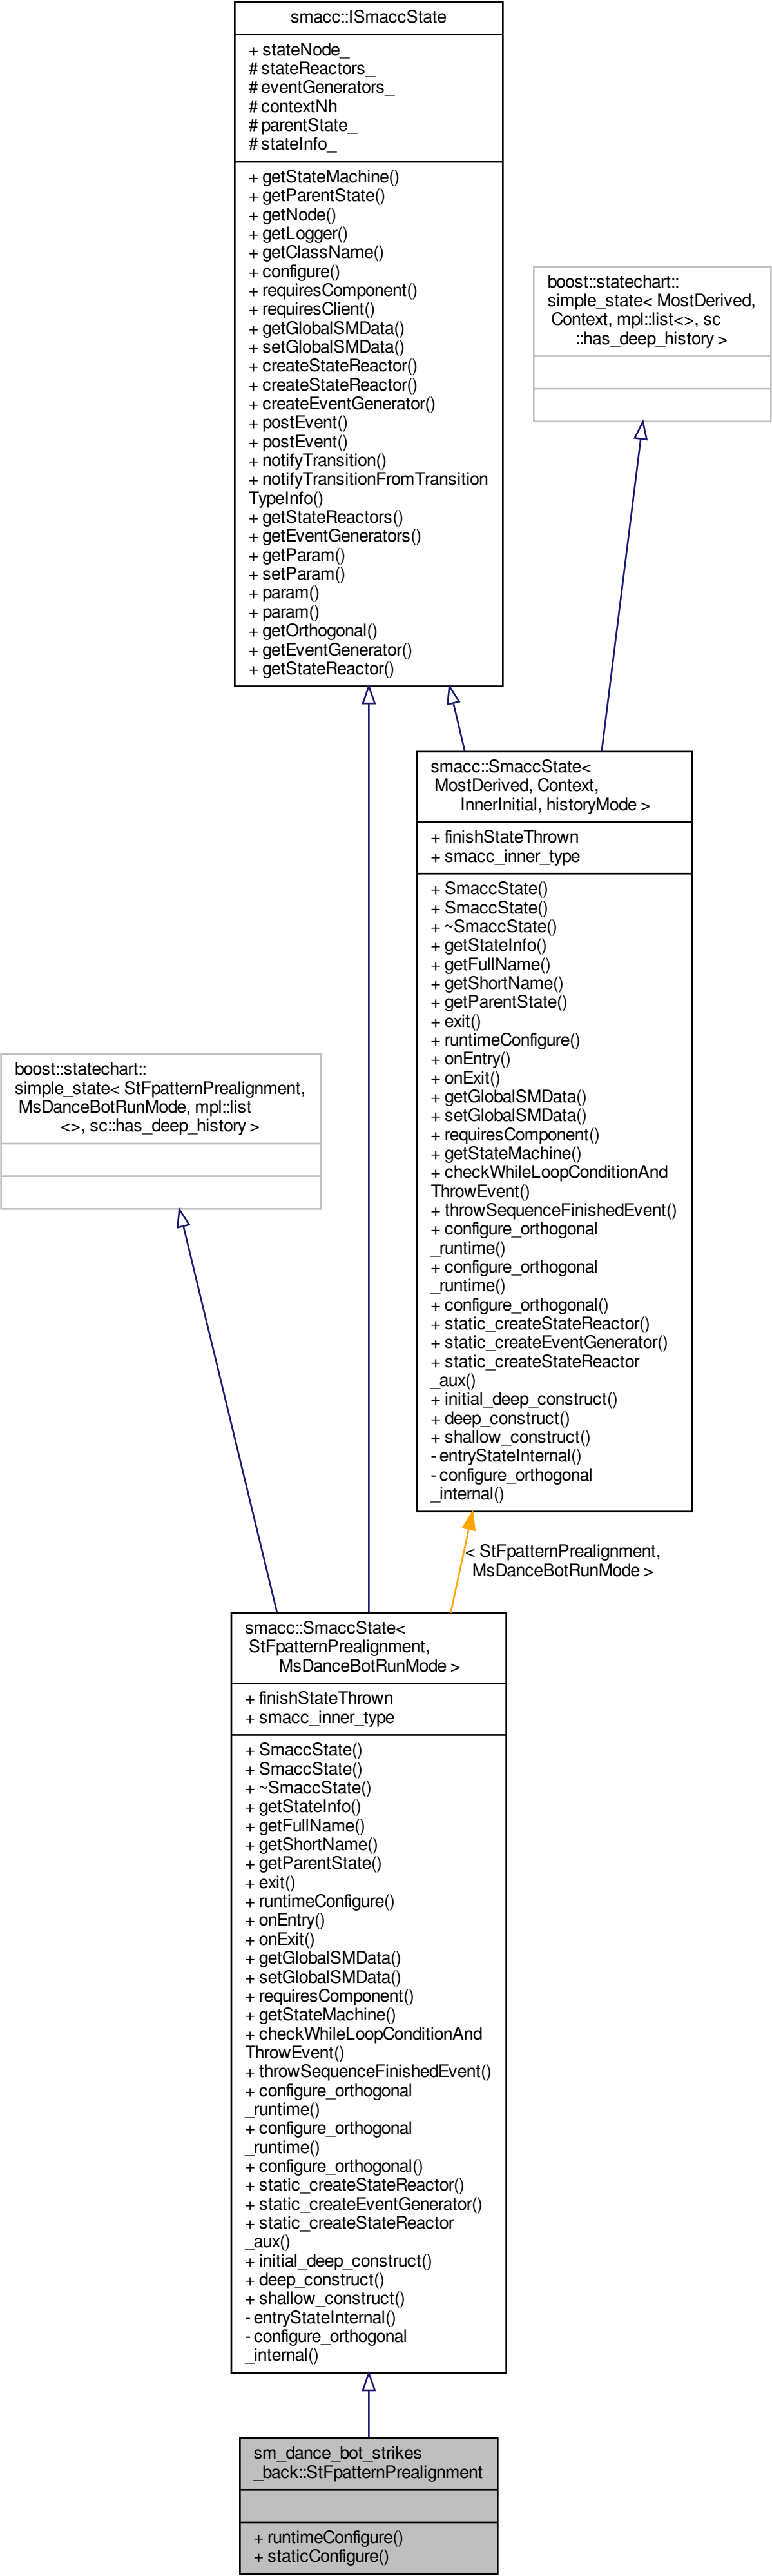 smacc::ISmaccState
+ stateNode_
# stateReactors_
# eventGenerators_
# contextNh
# parentState_
# stateInfo_
+ getStateMachine()
+ getParentState()
+ getNode()
+ getLogger()
+ getClassName()
+ configure()
+ requiresComponent()
+ requiresClient()
+ getGlobalSMData()
+ setGlobalSMData()
+ createStateReactor()
+ createStateReactor()
+ createEventGenerator()
+ postEvent()
+ postEvent()
+ notifyTransition()
+ notifyTransitionFromTransition
TypeInfo()
+ getStateReactors()
+ getEventGenerators()
+ getParam()
+ setParam()
+ param()
+ param()
+ getOrthogonal()
+ getEventGenerator()
+ getStateReactor()
boost::statechart::
simple_state< MostDerived,
Context, mpl::list<>, sc
::has_deep_history >
smacc::SmaccState<
MostDerived, Context,
InnerInitial, historyMode >
+ finishStateThrown
+ smacc_inner_type
+ SmaccState()
+ SmaccState()
+ ~SmaccState()
+ getStateInfo()
+ getFullName()
+ getShortName()
+ getParentState()
+ exit()
+ runtimeConfigure()
+ onEntry()
+ onExit()
+ getGlobalSMData()
+ setGlobalSMData()
+ requiresComponent()
+ getStateMachine()
+ checkWhileLoopConditionAnd
ThrowEvent()
+ throwSequenceFinishedEvent()
+ configure_orthogonal
_runtime()
+ configure_orthogonal
_runtime()
+ configure_orthogonal()
+ static_createStateReactor()
+ static_createEventGenerator()
+ static_createStateReactor
_aux()
+ initial_deep_construct()
+ deep_construct()
+ shallow_construct()
- entryStateInternal()
- configure_orthogonal
_internal()
boost::statechart::
simple_state< StFpatternPrealignment,
MsDanceBotRunMode, mpl::list
<>, sc::has_deep_history >
< StFpatternPrealignment,
MsDanceBotRunMode >
smacc::SmaccState<
StFpatternPrealignment,
MsDanceBotRunMode >
+ finishStateThrown
+ smacc_inner_type
+ SmaccState()
+ SmaccState()
+ ~SmaccState()
+ getStateInfo()
+ getFullName()
+ getShortName()
+ getParentState()
+ exit()
+ runtimeConfigure()
+ onEntry()
+ onExit()
+ getGlobalSMData()
+ setGlobalSMData()
+ requiresComponent()
+ getStateMachine()
+ checkWhileLoopConditionAnd
ThrowEvent()
+ throwSequenceFinishedEvent()
+ configure_orthogonal
_runtime()
+ configure_orthogonal
_runtime()
+ configure_orthogonal()
+ static_createStateReactor()
+ static_createEventGenerator()
+ static_createStateReactor
_aux()
+ initial_deep_construct()
+ deep_construct()
+ shallow_construct()
- entryStateInternal()
- configure_orthogonal
_internal()
sm_dance_bot_strikes
_back::StFpatternPrealignment
+ runtimeConfigure()
+ staticConfigure()